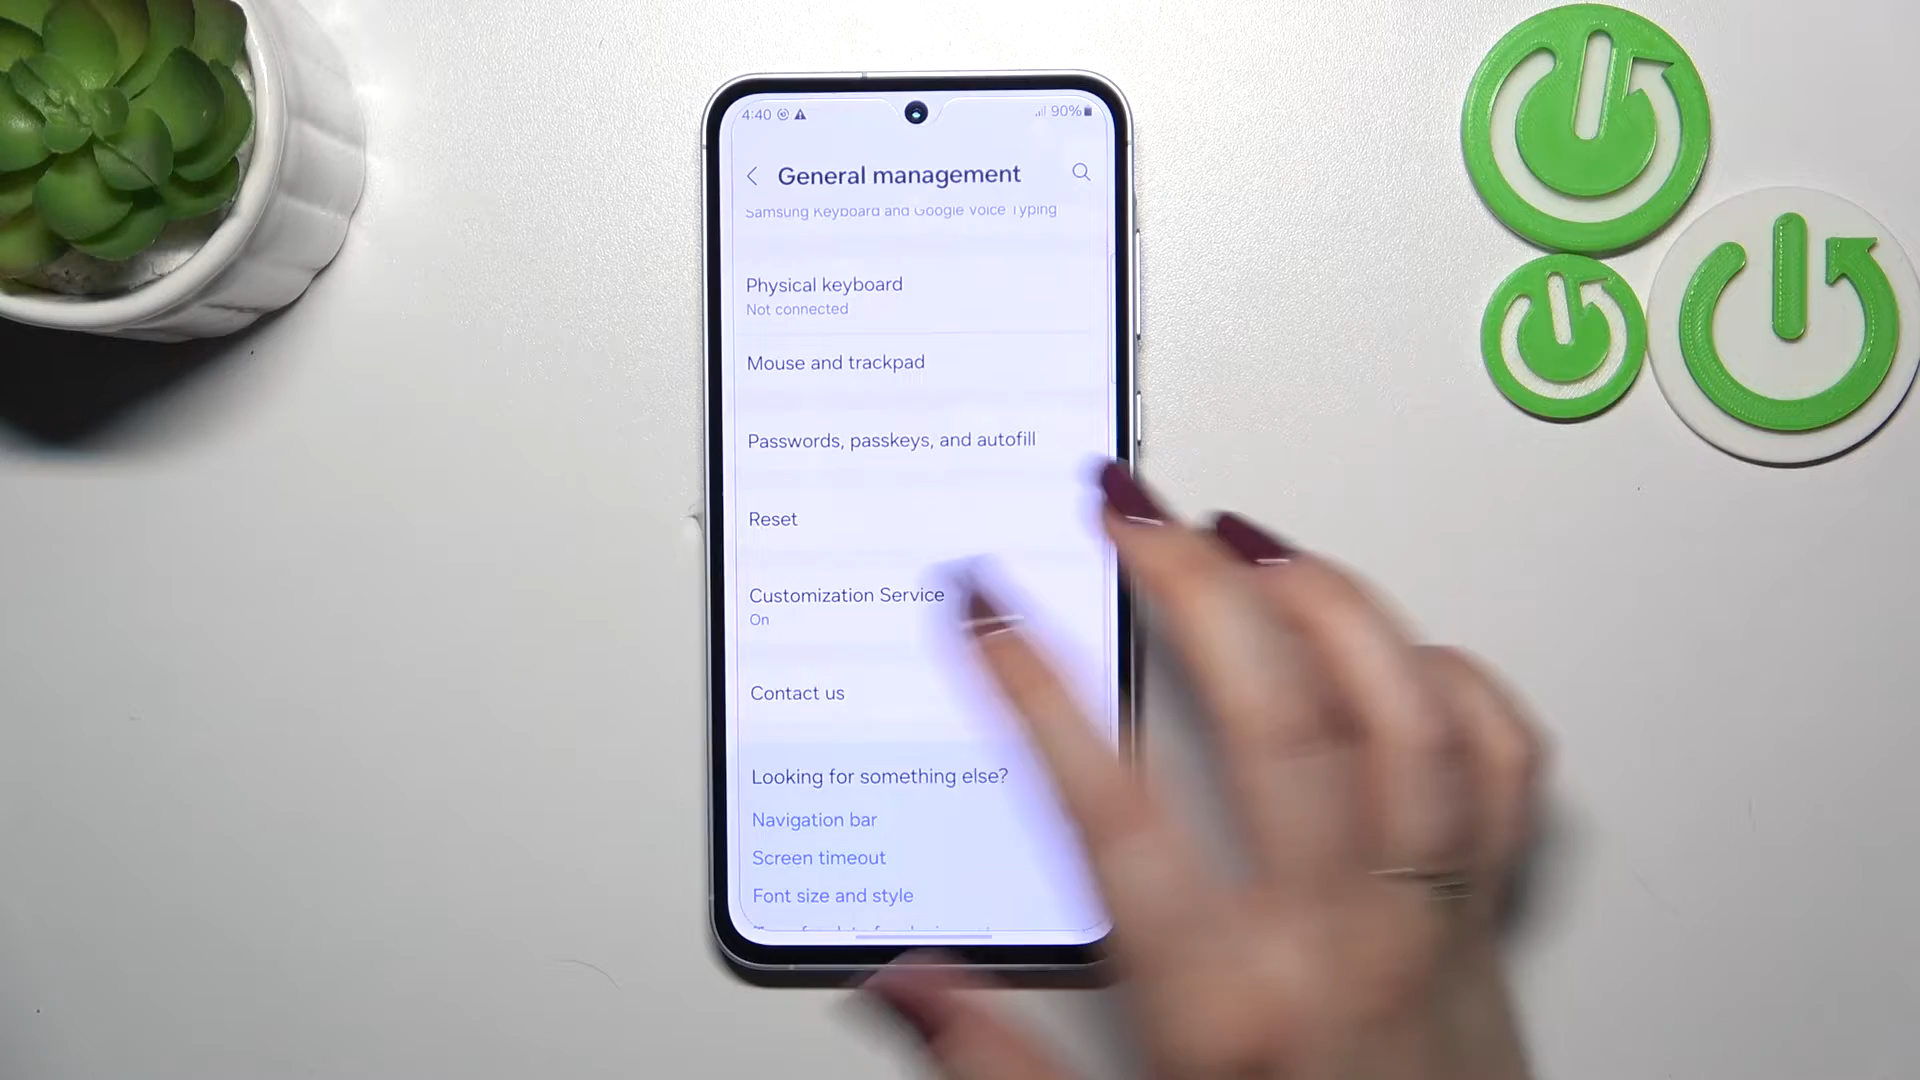 4:40
90%
General management
Samsung Keyboard and Google Voice Typing
Physical keyboard
Not connected
Mouse and trackpad
Passwords, passkeys, and autofill
Reset
Customization Service
On
Contact us
Looking for something else?
Navigation bar
Screen timeout
Font size and style